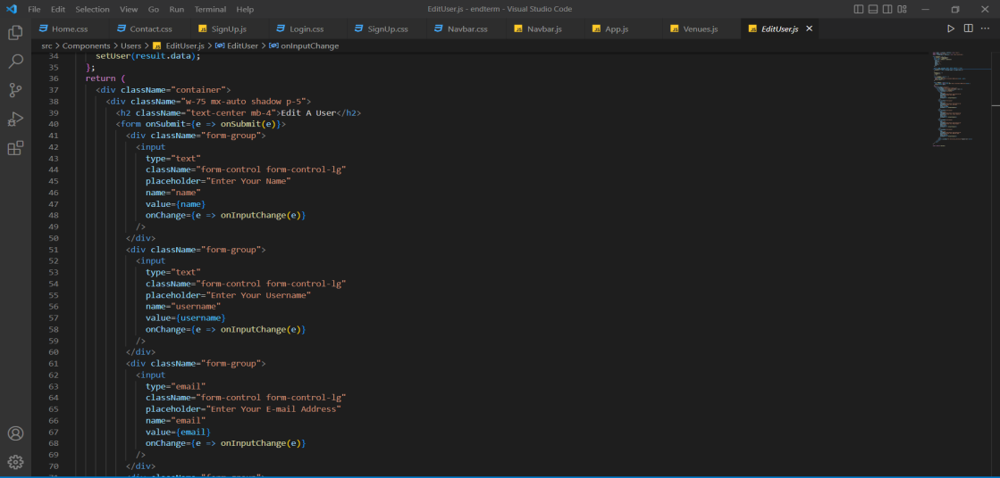 File Edit Selection View Go Run Terminal Help EditUser.js - endterm - Visual Studio Code
Home.css Contact.css SignUp.js Login.css SignUp.css Navbar.css Navbar.js App.js Venues.js EditUser.js
src > Components > Users > EditUser.js > EditUser > onInputChange
34 setUser(result.data);
35 };
36 return (
37 <div className="container">
38 <div className="w-75 mx-auto shadow p-5">
39 <h2 className="text-center mb-4">Edit A User</h2>
40 <form onSubmit={e => onSubmit(e)}>
41 <div className="form-group">
42 <input
43 type="text"
44 className="form-control form-control-lg"
45 placeholder="Enter Your Name"
46 name="name"
47 value={name}
48 onChange={e => onInputChange(e)}
49 />
50 </div>
51 <div className="form-group">
52 <input
53 type="text"
54 className="form-control form-control-lg"
55 placeholder="Enter Your Username"
56 name="username"
57 value={username}
58 onChange={e => onInputChange(e)}
59 />
60 </div>
61 <div className="form-group">
62 <input
63 type="email"
64 className="form-control form-control-lg"
65 placeholder="Enter Your E-mail Address"
66 name="email"
67 value={email}
68 onChange={e => onInputChange(e)}
69 />
70 </div>